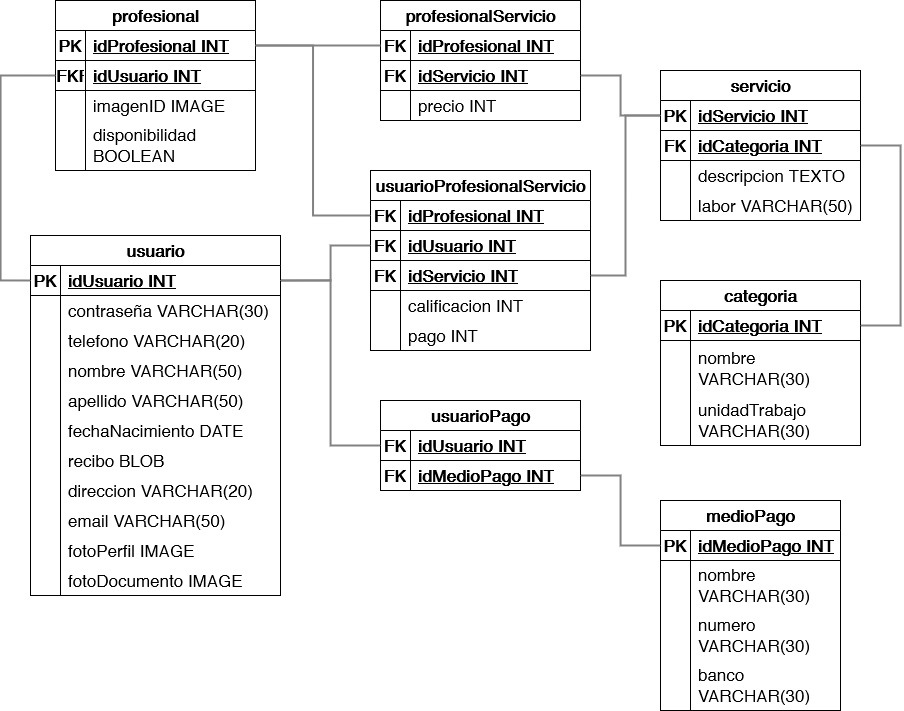 profesional
PK idProfesional INT
FK idUsuario INT
imagenID IMAGE
disponibilidad
BOOLEAN
profesionalServicio
FK idProfesional INT
FK idServicio INT
precio INT
servicio
PK idServicio INT
FK idCategoria INT
descripcion TEXTO
labor VARCHAR(50)
usuarioProfesionalServicio
FK idProfesional INT
FK idUsuario INT
FK idServicio INT
calificacion INT
pago INT
usuario
PK idUsuario INT
contraseña VARCHAR(30)
telefono VARCHAR(20)
nombre VARCHAR(50)
apellido VARCHAR(50)
fechaNacimiento DATE
recibo BLOB
direccion VARCHAR(20)
email VARCHAR(50)
fotoPerfil IMAGE
fotoDocumento IMAGE
categoria
PK idCategoria INT
nombre
VARCHAR(30)
unidadTrabajo
VARCHAR(30)
usuarioPago
FK idUsuario INT
FK idMedioPago INT
medioPago
PK idMedioPago INT
nombre
VARCHAR(30)
numero
VARCHAR(30)
banco
VARCHAR(30)